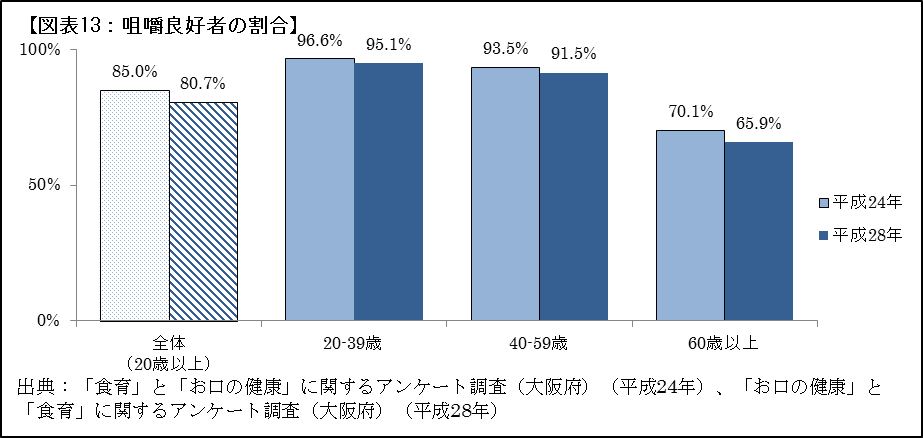 【図表13：咀嚼良好者の割合】
100%
50%
0%
85.0%
80.7%
96.6%
95.1%
93.5%
91.5%
70.1%
65.9%
平成24年
平成28年
全体
（20歳以上）
20-39歳
40-59歳
60歳以上
出典：「食育」と「お口の健康」に関するアンケート調査（大阪府）（平成24年）、「お口の健康」と
「食育」に関するアンケート調査（大阪府）（平成28年）